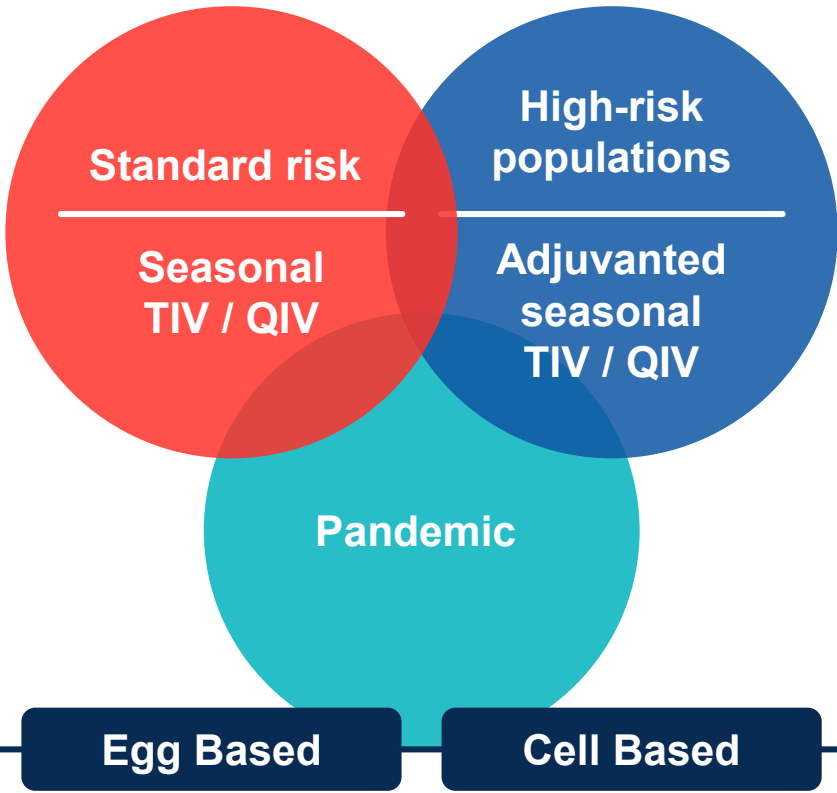 Standard risk
Seasonal
TIV / QIV
High-risk
populations
Adjuvanted
seasonal
TIV / QIV
Pandemic
Egg Based
Cell Based